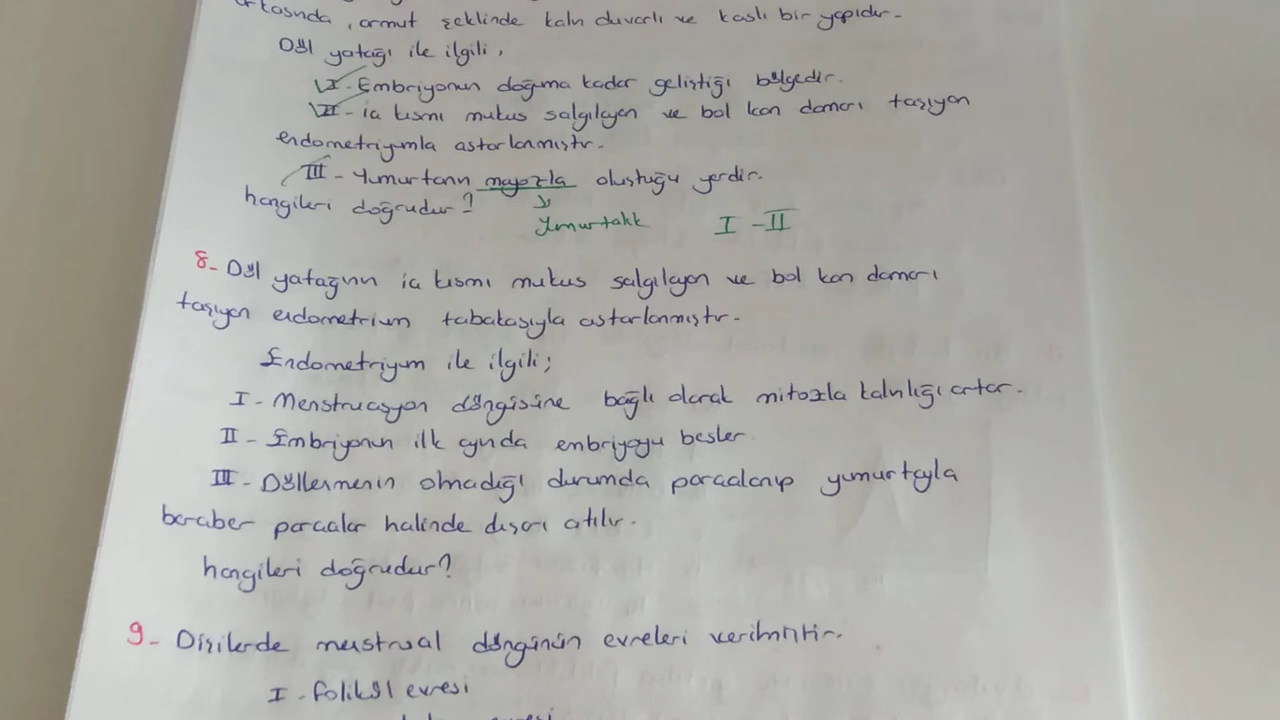 arkasında, armut şeklinde kalın duvarlı ve kaslı bir yapıdır.
Döl yatağı ile ilgili,
I - Embriyonun doğuma kadar geliştiği bölgedir.
II - iç kısmı mukus salgılayan ve bol kan damarı taşıyan
endometriyumla astarlanmıştır.
III - Yumurtanın mayozla oluştuğu yerdir.
hangileri doğrudur?
Yumurtalık
I - II
8- Döl yatağının iç kısmı mukus salgılayan ve bol kan damarı
taşıyan endometrium tabakasıyla astarlanmıştır.
Endometriyum ile ilgili;
I - Menstruasyon döngüsüne bağlı olarak mitozla kalınlığı artar.
II - Embriyonun ilk ayında embriyoyu besler
III - Döllenmenin olmadığı durumda parçalanıp yumurtayla
beraber parçalar halinde dışarı atılır.
hangileri doğrudur?
9- Dişilerde menstrual döngünün evreleri verilmiştir.
I - folikül evresi
evresi